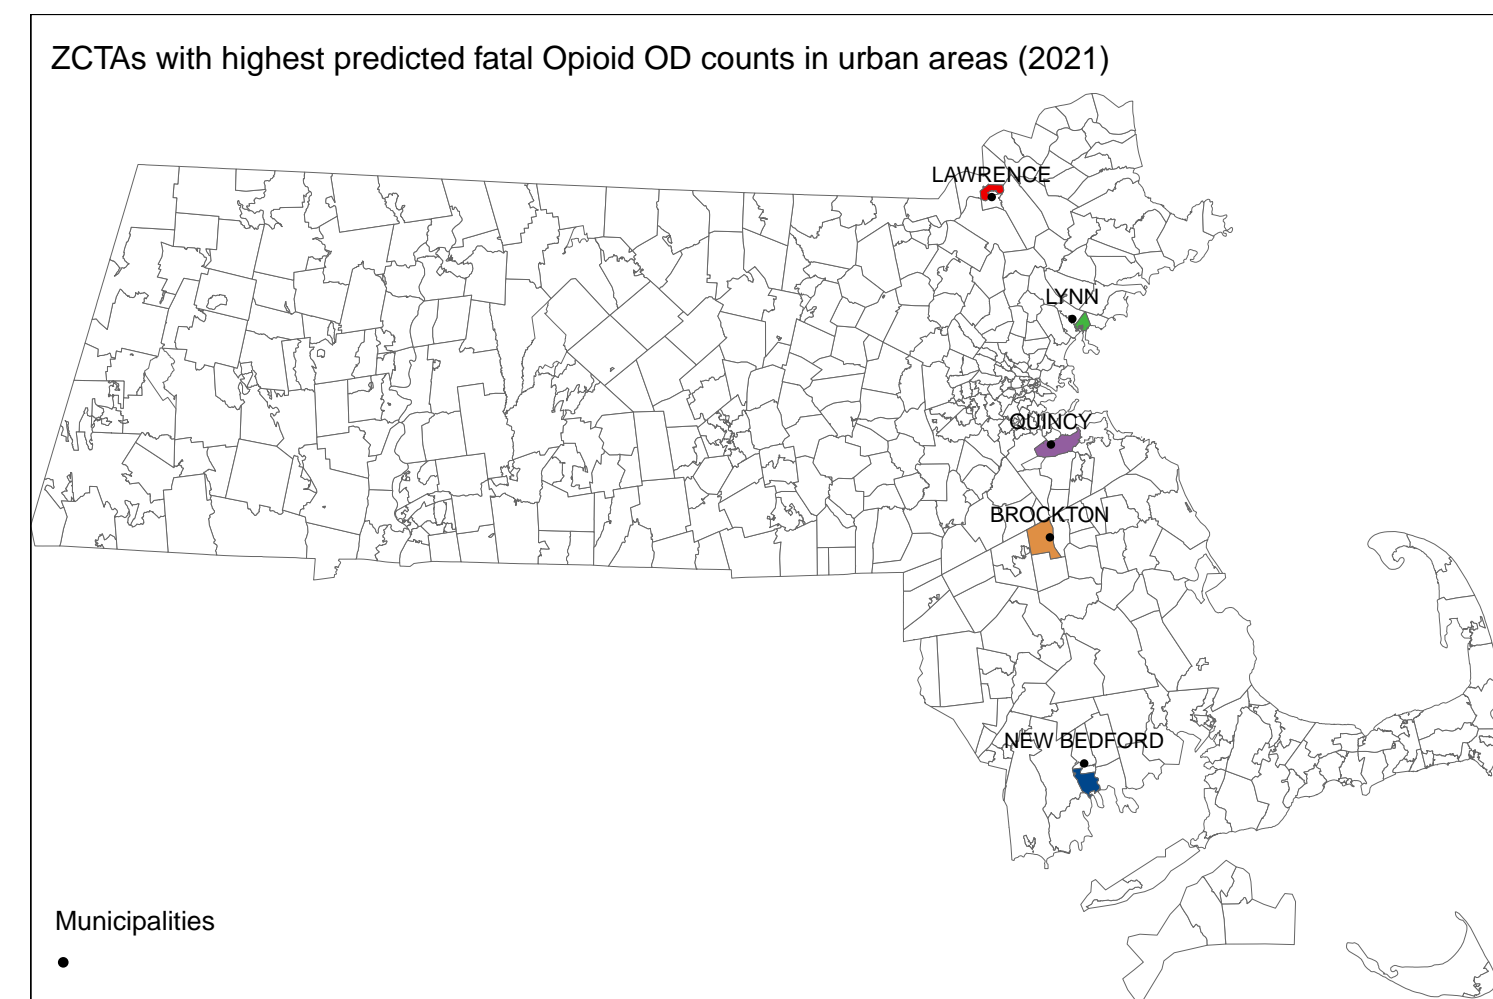 ZCTAs with highest predicted fatal Opioid OD counts in urban areas (2021)
LAWRENCE
LYNN
QUINCY
BROCKTON
NEW BEDFORD
Municipalities